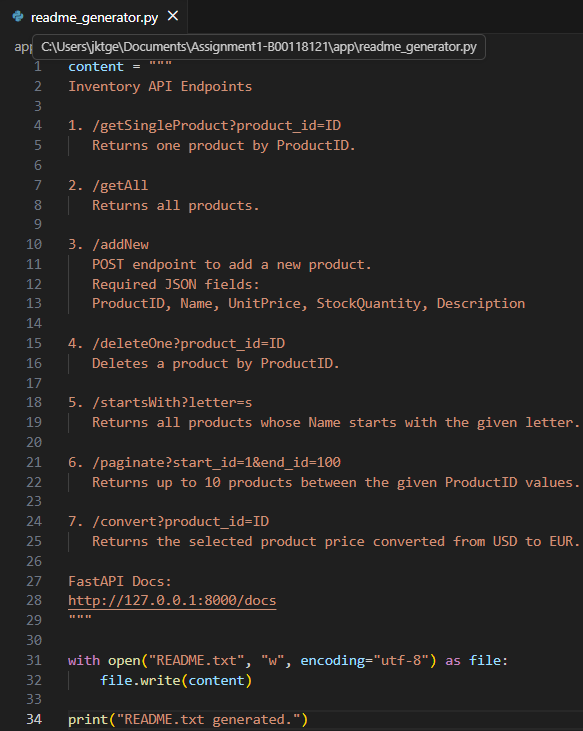 readme_generator.py ×
app
C:\Users\jktge\Documents\Assignment1-B00118121\app\readme_generator.py
1 content = """
2 Inventory API Endpoints
3
4 1. /getSingleProduct?product_id=ID
5 Returns one product by ProductID.
6
7 2. /getAll
8 Returns all products.
9
10 3. /addNew
11 POST endpoint to add a new product.
12 Required JSON fields:
13 ProductID, Name, UnitPrice, StockQuantity, Description
14
15 4. /deleteOne?product_id=ID
16 Deletes a product by ProductID.
17
18 5. /startsWith?letter=s
19 Returns all products whose Name starts with the given letter.
20
21 6. /paginate?start_id=1&end_id=100
22 Returns up to 10 products between the given ProductID values.
23
24 7. /convert?product_id=ID
25 Returns the selected product price converted from USD to EUR.
26
27 FastAPI Docs:
28 http://127.0.0.1:8000/docs
29 """
30
31 with open("README.txt", "w", encoding="utf-8") as file:
32 file.write(content)
33
34 print("README.txt generated.")